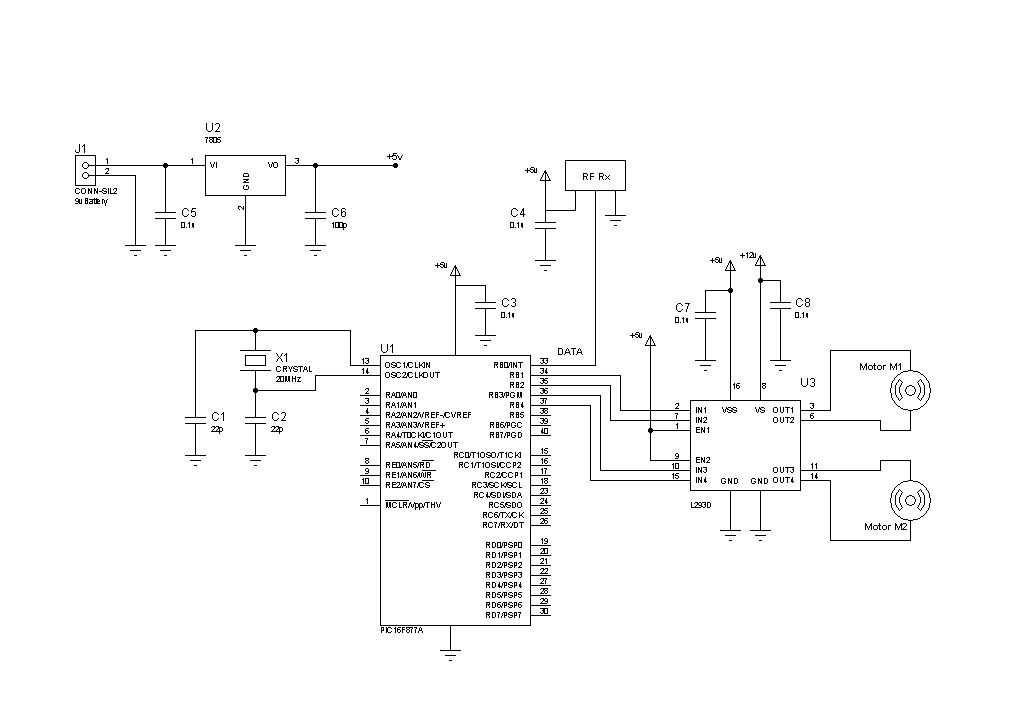 J1
1
2
CONN-SIL2
9v Battery
U2
7805
1 VI VO 3
GND
2
C5
0.1u
C6
100p
+5v
+5v
C4
0.1u
RF Rx
+5v
C3
0.1u
X1
CRYSTAL
20MHz
C1
22p
C2
22p
U1
DATA
13 OSC1/CLKIN RB0/INT 33
14 OSC2/CLKOUT RB1 34
RB2 35
2 RA0/AN0 RB3/PGM 36
3 RA1/AN1 RB4 37
4 RA2/AN2/VREF-/CVREF RB5 38
5 RA3/AN3/VREF+ RB6/PGC 39
6 RA4/T0CKI/C1OUT RB7/PGD 40
7 RA5/AN4/SS/C2OUT
RC0/T1OSO/T1CKI 15
8 RE0/AN5/RD RC1/T1OSI/CCP2 16
9 RE1/AN6/WR RC2/CCP1 17
10 RE2/AN7/CS RC3/SCK/SCL 18
RC4/SDI/SDA 23
1 MCLR/Vpp/THV RC5/SDO 24
RC6/TX/CK 25
RC7/RX/DT 26
RD0/PSP0 19
RD1/PSP1 20
RD2/PSP2 21
RD3/PSP3 22
RD4/PSP4 27
RD5/PSP5 28
RD6/PSP6 29
RD7/PSP7 30
PIC16F877A
+5v
+5v
+12v
C7
0.1u
C8
0.1u
U3
16 8
VSS VS
2 IN1 OUT1 3
7 IN2 OUT2 6
1 EN1
9 EN2
10 IN3 OUT3 11
15 IN4 OUT4 14
GND GND
L293D
Motor M1
Motor M2